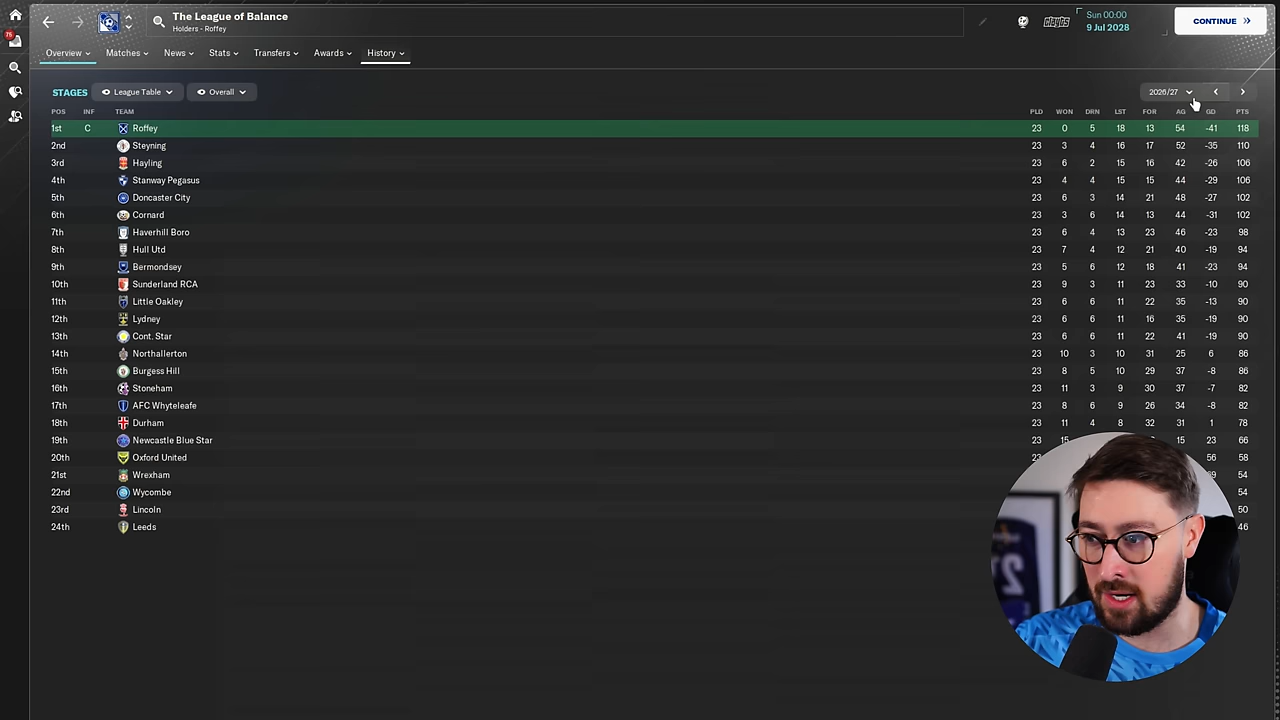 The League of Balance
Holders - Roffey
Sun 00:00
9 Jul 2028
CONTINUE
75
Overview Matches News Stats Transfers Awards History
STAGES League Table Overall 2026/27
POS INF TEAM PLD WON DRN LST FOR AG GD PTS
1st C Roffey 23 0 5 18 13 54 -41 118
2nd Steyning 23 3 4 16 17 52 -35 110
3rd Hayling 23 6 2 15 16 42 -26 106
4th Stanway Pegasus 23 4 4 15 15 44 -29 106
5th Doncaster City 23 6 3 14 21 48 -27 102
6th Cornard 23 3 6 14 13 44 -31 102
7th Haverhill Boro 23 6 4 13 23 46 -23 98
8th Hull Utd 23 7 4 12 21 40 -19 94
9th Bermondsey 23 5 6 12 18 41 -23 94
10th Sunderland RCA 23 9 3 11 23 33 -10 90
11th Little Oakley 23 6 6 11 22 35 -13 90
12th Lydney 23 6 6 11 16 35 -19 90
13th Cont. Star 23 6 6 11 22 41 -19 90
14th Northallerton 23 10 3 10 31 25 6 86
15th Burgess Hill 23 8 5 10 29 37 -8 86
16th Stoneham 23 11 3 9 30 37 -7 82
17th AFC Whyteleafe 23 8 6 9 26 34 -8 82
18th Durham 23 11 4 8 32 31 1 78
19th Newcastle Blue Star 23 15 15 23 66
20th Oxford United 23 56 58
21st Wrexham 54
22nd Wycombe 54
23rd Lincoln 50
24th Leeds 46